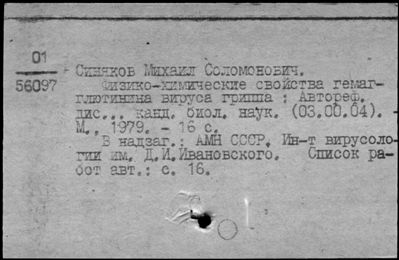 01
56097
Синяков Михаил Соломонович.
Физико-химические свойства гемаг-
глютинина вируса гриппа : Автореф.
дис... канд. биол. наук. (03.00.04). -
М., 1979. - 16 с.
В надзаг.: АМН СССР, Ин-т вирусоло-
гии им. Д.И.Ивановского. Список ра-
бот авт.: с. 16.